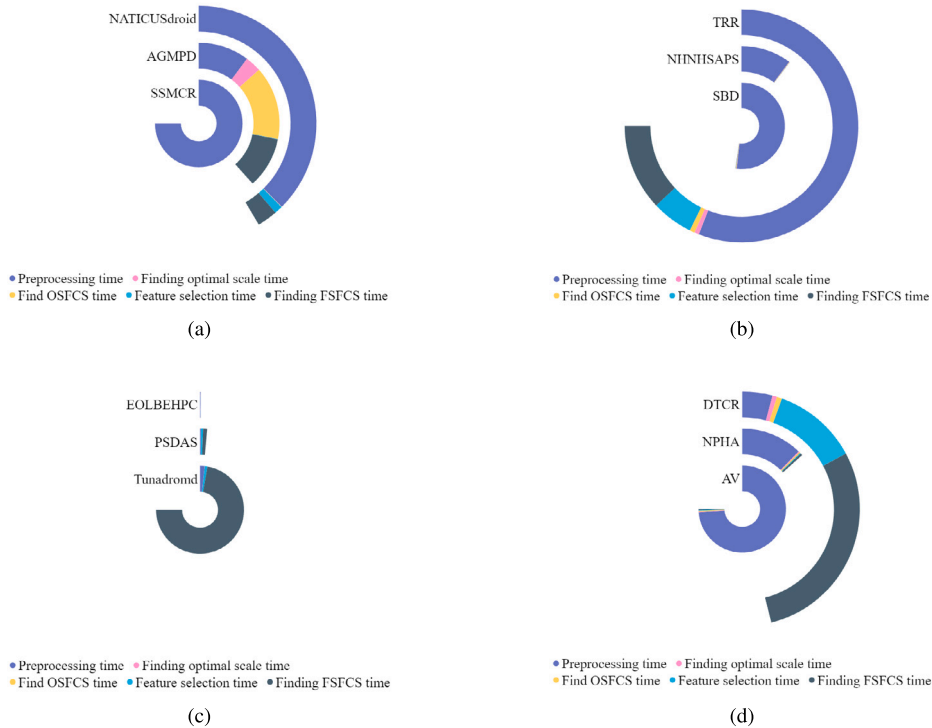 NATICUSdroid
AGMPD
SSMCR
Preprocessing time Finding optimal scale time
Find OSFCS time Feature selection time Finding FSFCS time
(a)
TRR
NHNHSAPS
SBD
Preprocessing time Finding optimal scale time
Find OSFCS time Feature selection time Finding FSFCS time
(b)
EOLBEHPC
PSDAS
Tunadromd
Preprocessing time Finding optimal scale time
Find OSFCS time Feature selection time Finding FSFCS time
(c)
DTCR
NPHA
AV
Preprocessing time Finding optimal scale time
Find OSFCS time Feature selection time Finding FSFCS time
(d)